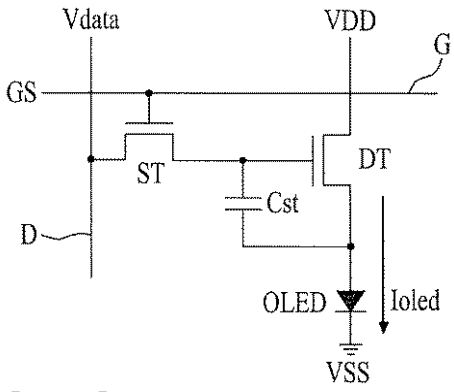 Vdata
VDD
G
GS
ST
DT
Cst
D
OLED
Ioled
VSS